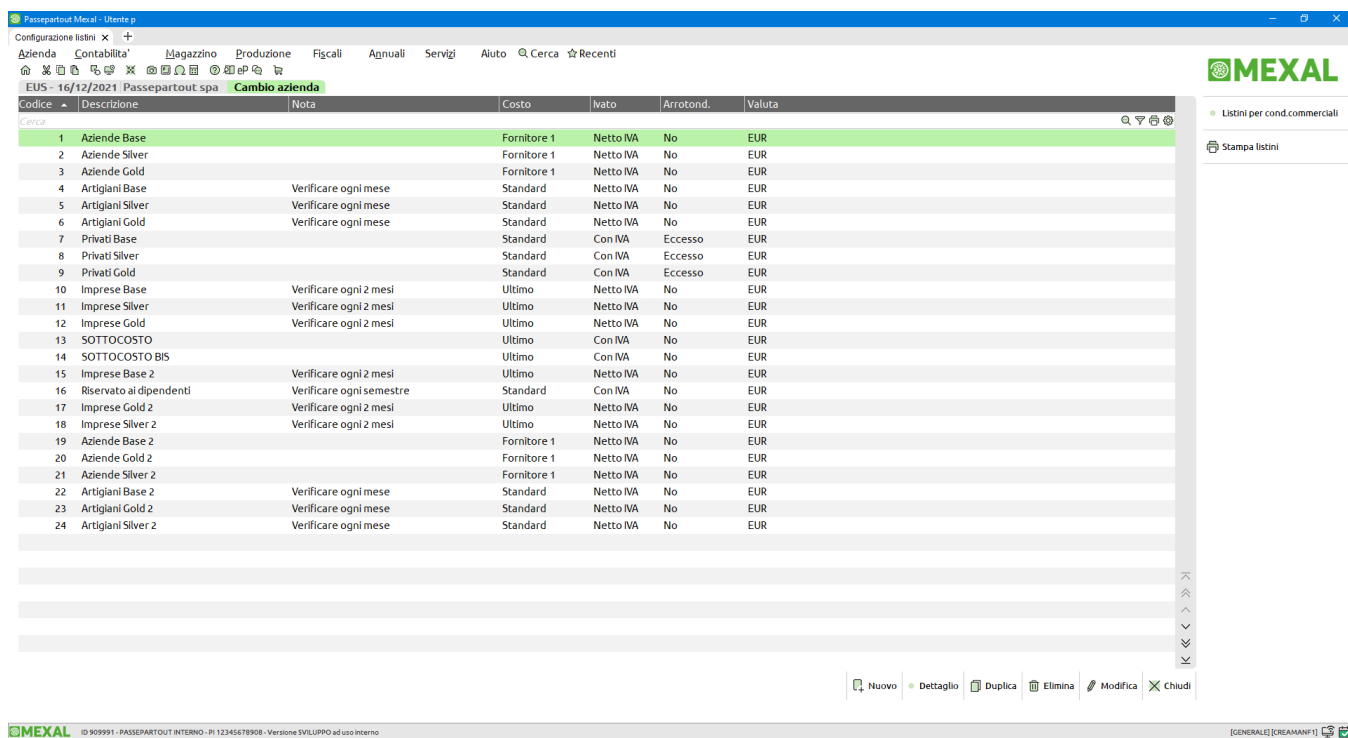 Passepartout Mexal - Utente p
Configurazione listini
Azienda Contabilita' Magazzino Produzione Fiscali Annuali Servizi Aiuto Cerca Recenti
MEXAL
EUS - 16/12/2021 Passepartout spa Cambio azienda
Codice Descrizione Nota Costo Ivato Arrotond. Valuta
Cerca
Listini per cond.commerciali
1 Aziende Base Fornitore 1 Netto IVA No EUR
Stampa listini
2 Aziende Silver Fornitore 1 Netto IVA No EUR
3 Aziende Gold Fornitore 1 Netto IVA No EUR
4 Artigiani Base Verificare ogni mese Standard Netto IVA No EUR
5 Artigiani Silver Verificare ogni mese Standard Netto IVA No EUR
6 Artigiani Gold Verificare ogni mese Standard Netto IVA No EUR
7 Privati Base Standard Con IVA Eccesso EUR
8 Privati Silver Standard Con IVA Eccesso EUR
9 Privati Gold Standard Con IVA Eccesso EUR
10 Imprese Base Verificare ogni 2 mesi Ultimo Netto IVA No EUR
11 Imprese Silver Verificare ogni 2 mesi Ultimo Netto IVA No EUR
12 Imprese Gold Verificare ogni 2 mesi Ultimo Netto IVA No EUR
13 SOTTOCOSTO Ultimo Con IVA No EUR
14 SOTTOCOSTO BIS Ultimo Con IVA No EUR
15 Imprese Base 2 Verificare ogni 2 mesi Ultimo Netto IVA No EUR
16 Riservato ai dipendenti Verificare ogni semestre Standard Con IVA No EUR
17 Imprese Gold 2 Verificare ogni 2 mesi Ultimo Netto IVA No EUR
18 Imprese Silver 2 Verificare ogni 2 mesi Ultimo Netto IVA No EUR
19 Aziende Base 2 Fornitore 1 Netto IVA No EUR
20 Aziende Gold 2 Fornitore 1 Netto IVA No EUR
21 Aziende Silver 2 Fornitore 1 Netto IVA No EUR
22 Artigiani Base 2 Verificare ogni mese Standard Netto IVA No EUR
23 Artigiani Gold 2 Verificare ogni mese Standard Netto IVA No EUR
24 Artigiani Silver 2 Verificare ogni mese Standard Netto IVA No EUR
Nuovo Dettaglio Duplica Elimina Modifica Chiudi
MEXAL ID 909991 - PASSEPARTOUT INTERNO - PI 12345678908 - Versione SVILUPPO ad uso interno [GENERALE] [CREAMANF1]